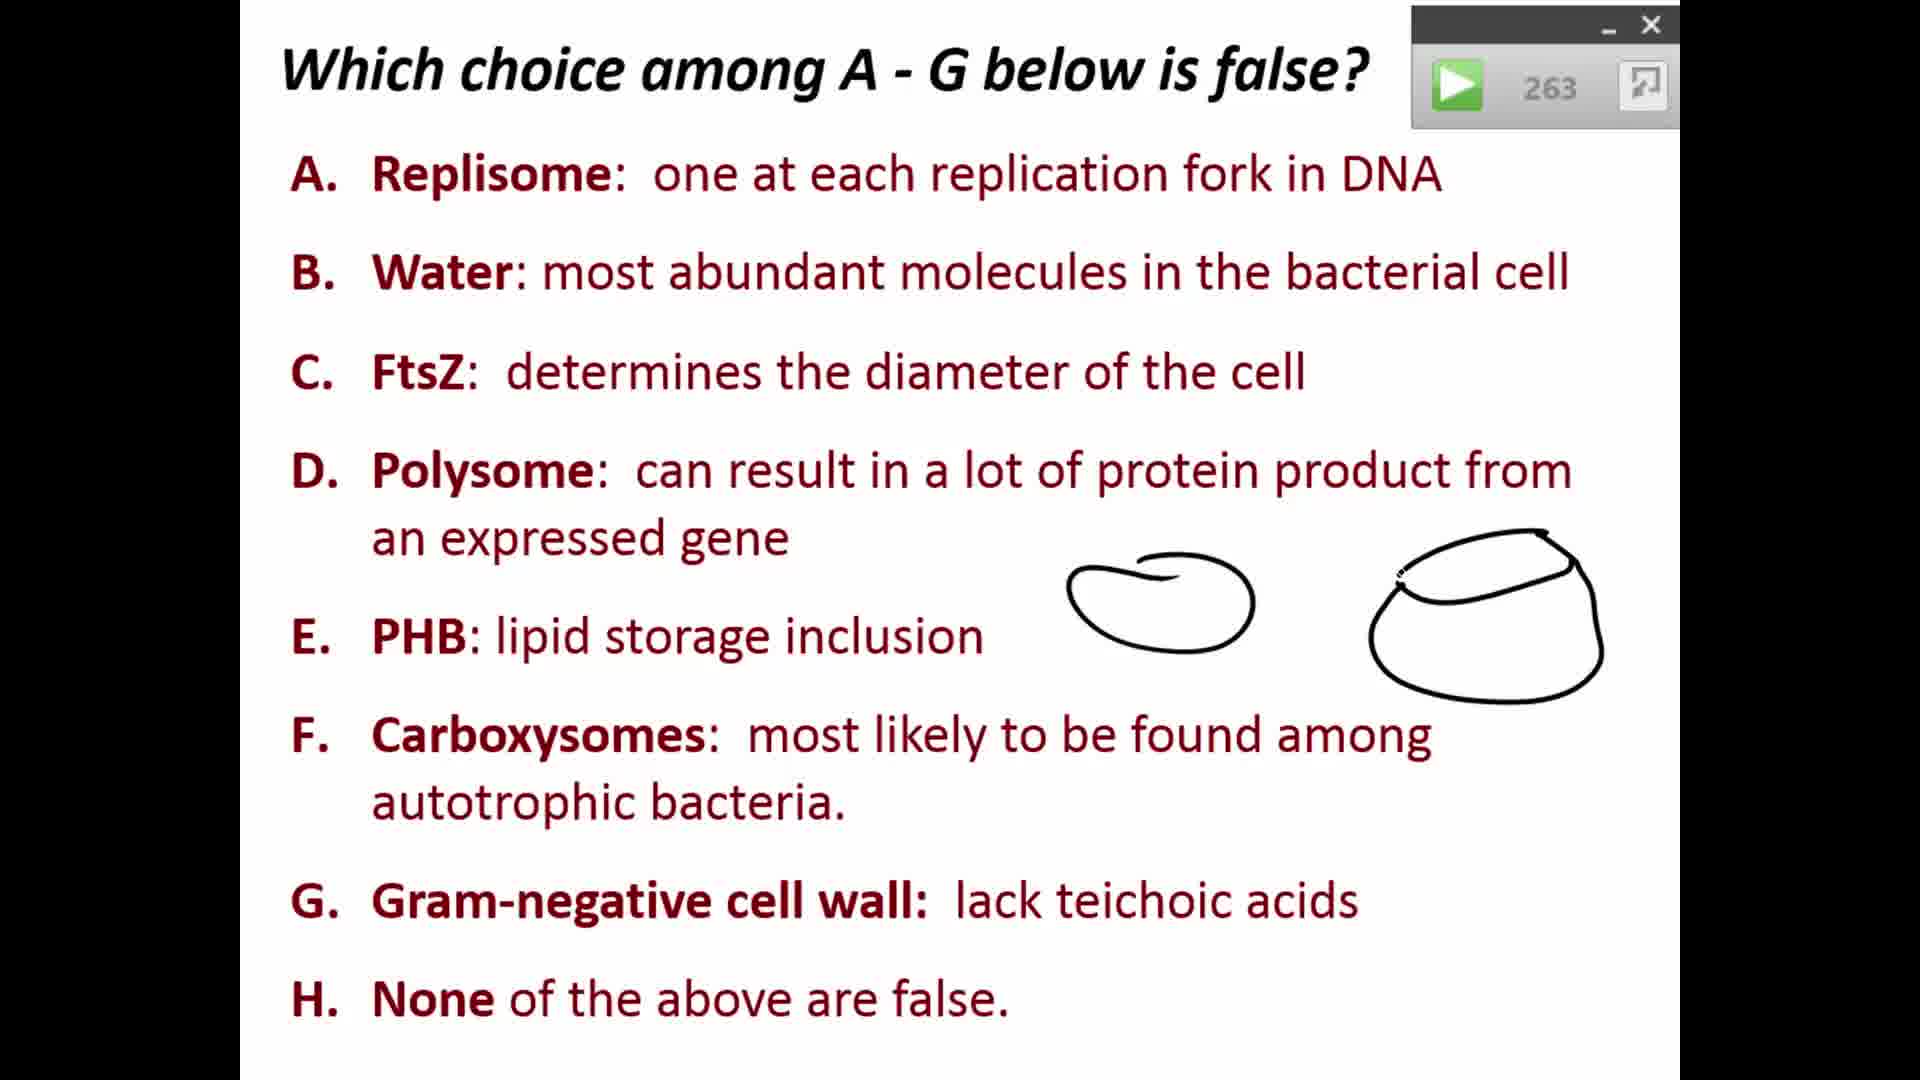 Which choice among A - G below is false?
263
A. Replisome: one at each replication fork in DNA
B. Water: most abundant molecules in the bacterial cell
C. FtsZ: determines the diameter of the cell
D. Polysome: can result in a lot of protein product from
an expressed gene
E. PHB: lipid storage inclusion
F. Carboxysomes: most likely to be found among
autotrophic bacteria.
G. Gram-negative cell wall: lack teichoic acids
H. None of the above are false.